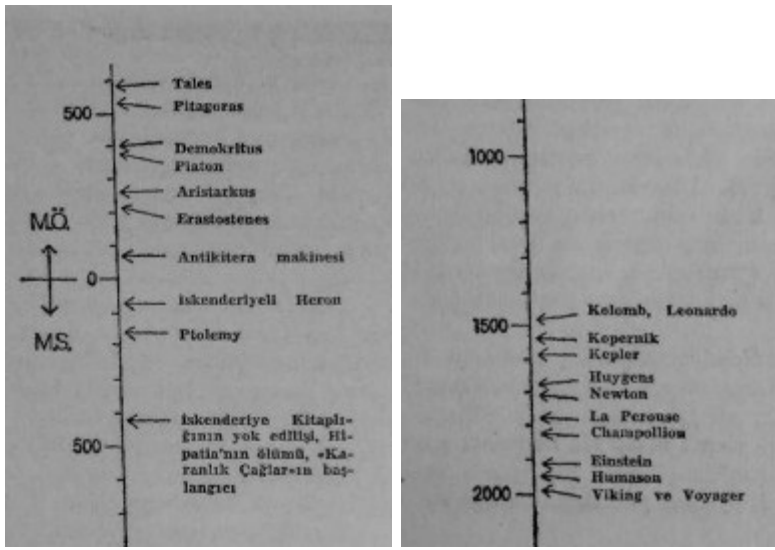 Tales
500
Pitagoras
Demokritus
Platon
Aristarkus
M.Ö.
Erastostenes
Antikitera makinesi
0
İskenderiyeli Heron
M.S.
Ptolemy
İskenderiye Kitaplı-
ğının yok edilişi, Hi-
patia'nın ölümü, «Ka-
ranlık Çağlar»ın baş-
langıcı
500
1000
Kolomb, Leonardo
1500
Kopernik
Kepler
Huygens
Newton
La Perouse
Champollion
Einstein
Humason
2000
Viking ve Voyager